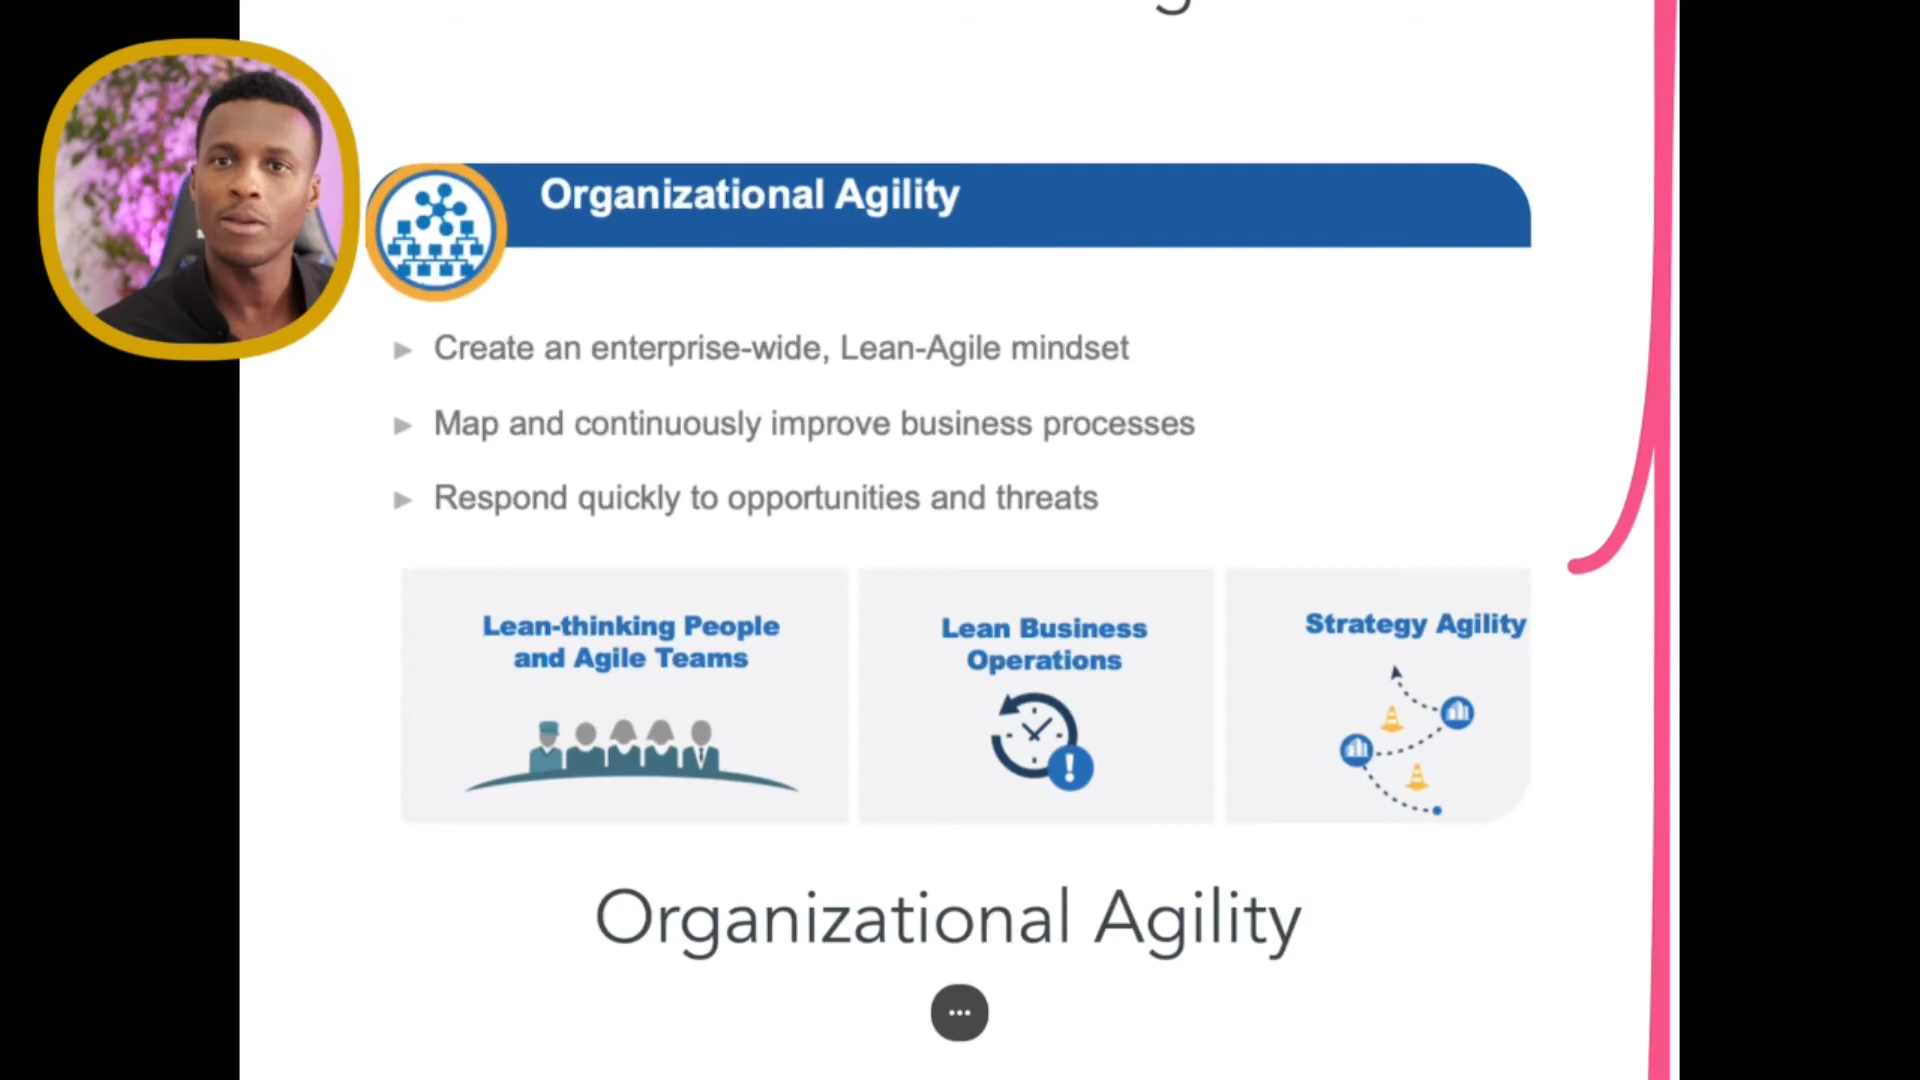 Organizational Agility
Create an enterprise-wide, Lean-Agile mindset
Map and continuously improve business processes
Respond quickly to opportunities and threats
Lean-thinking People
and Agile Teams
Lean Business
Operations
Strategy Agility
Organizational Agility